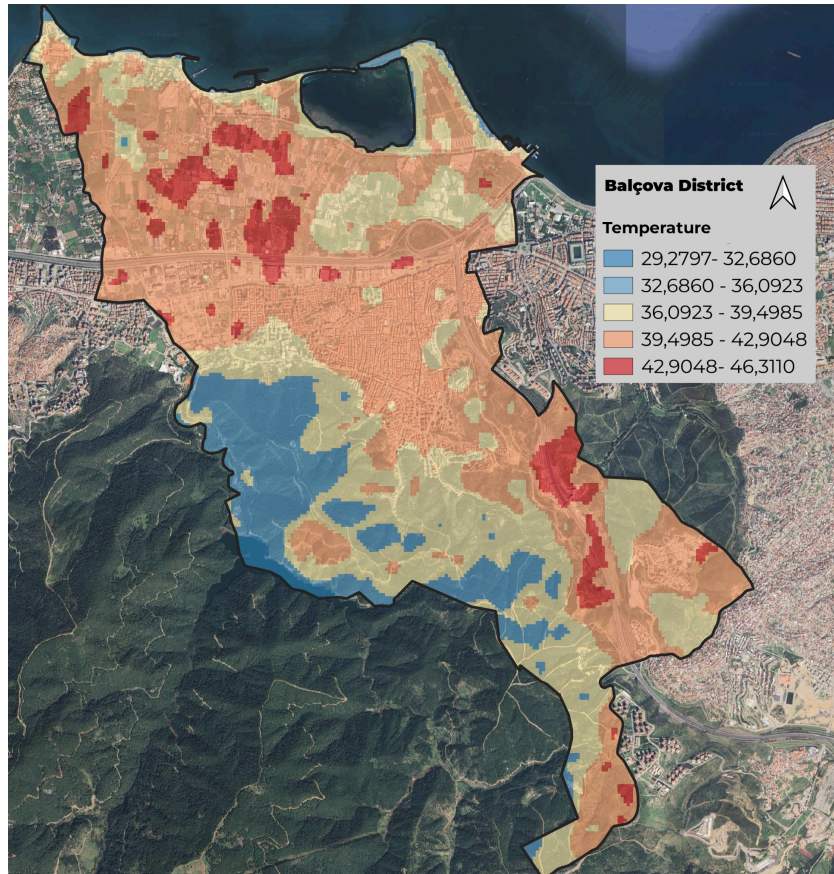 Balçova District
Temperature
29,2797- 32,6860
32,6860 - 36,0923
36,0923 - 39,4985
39,4985 - 42,9048
42,9048- 46,3110